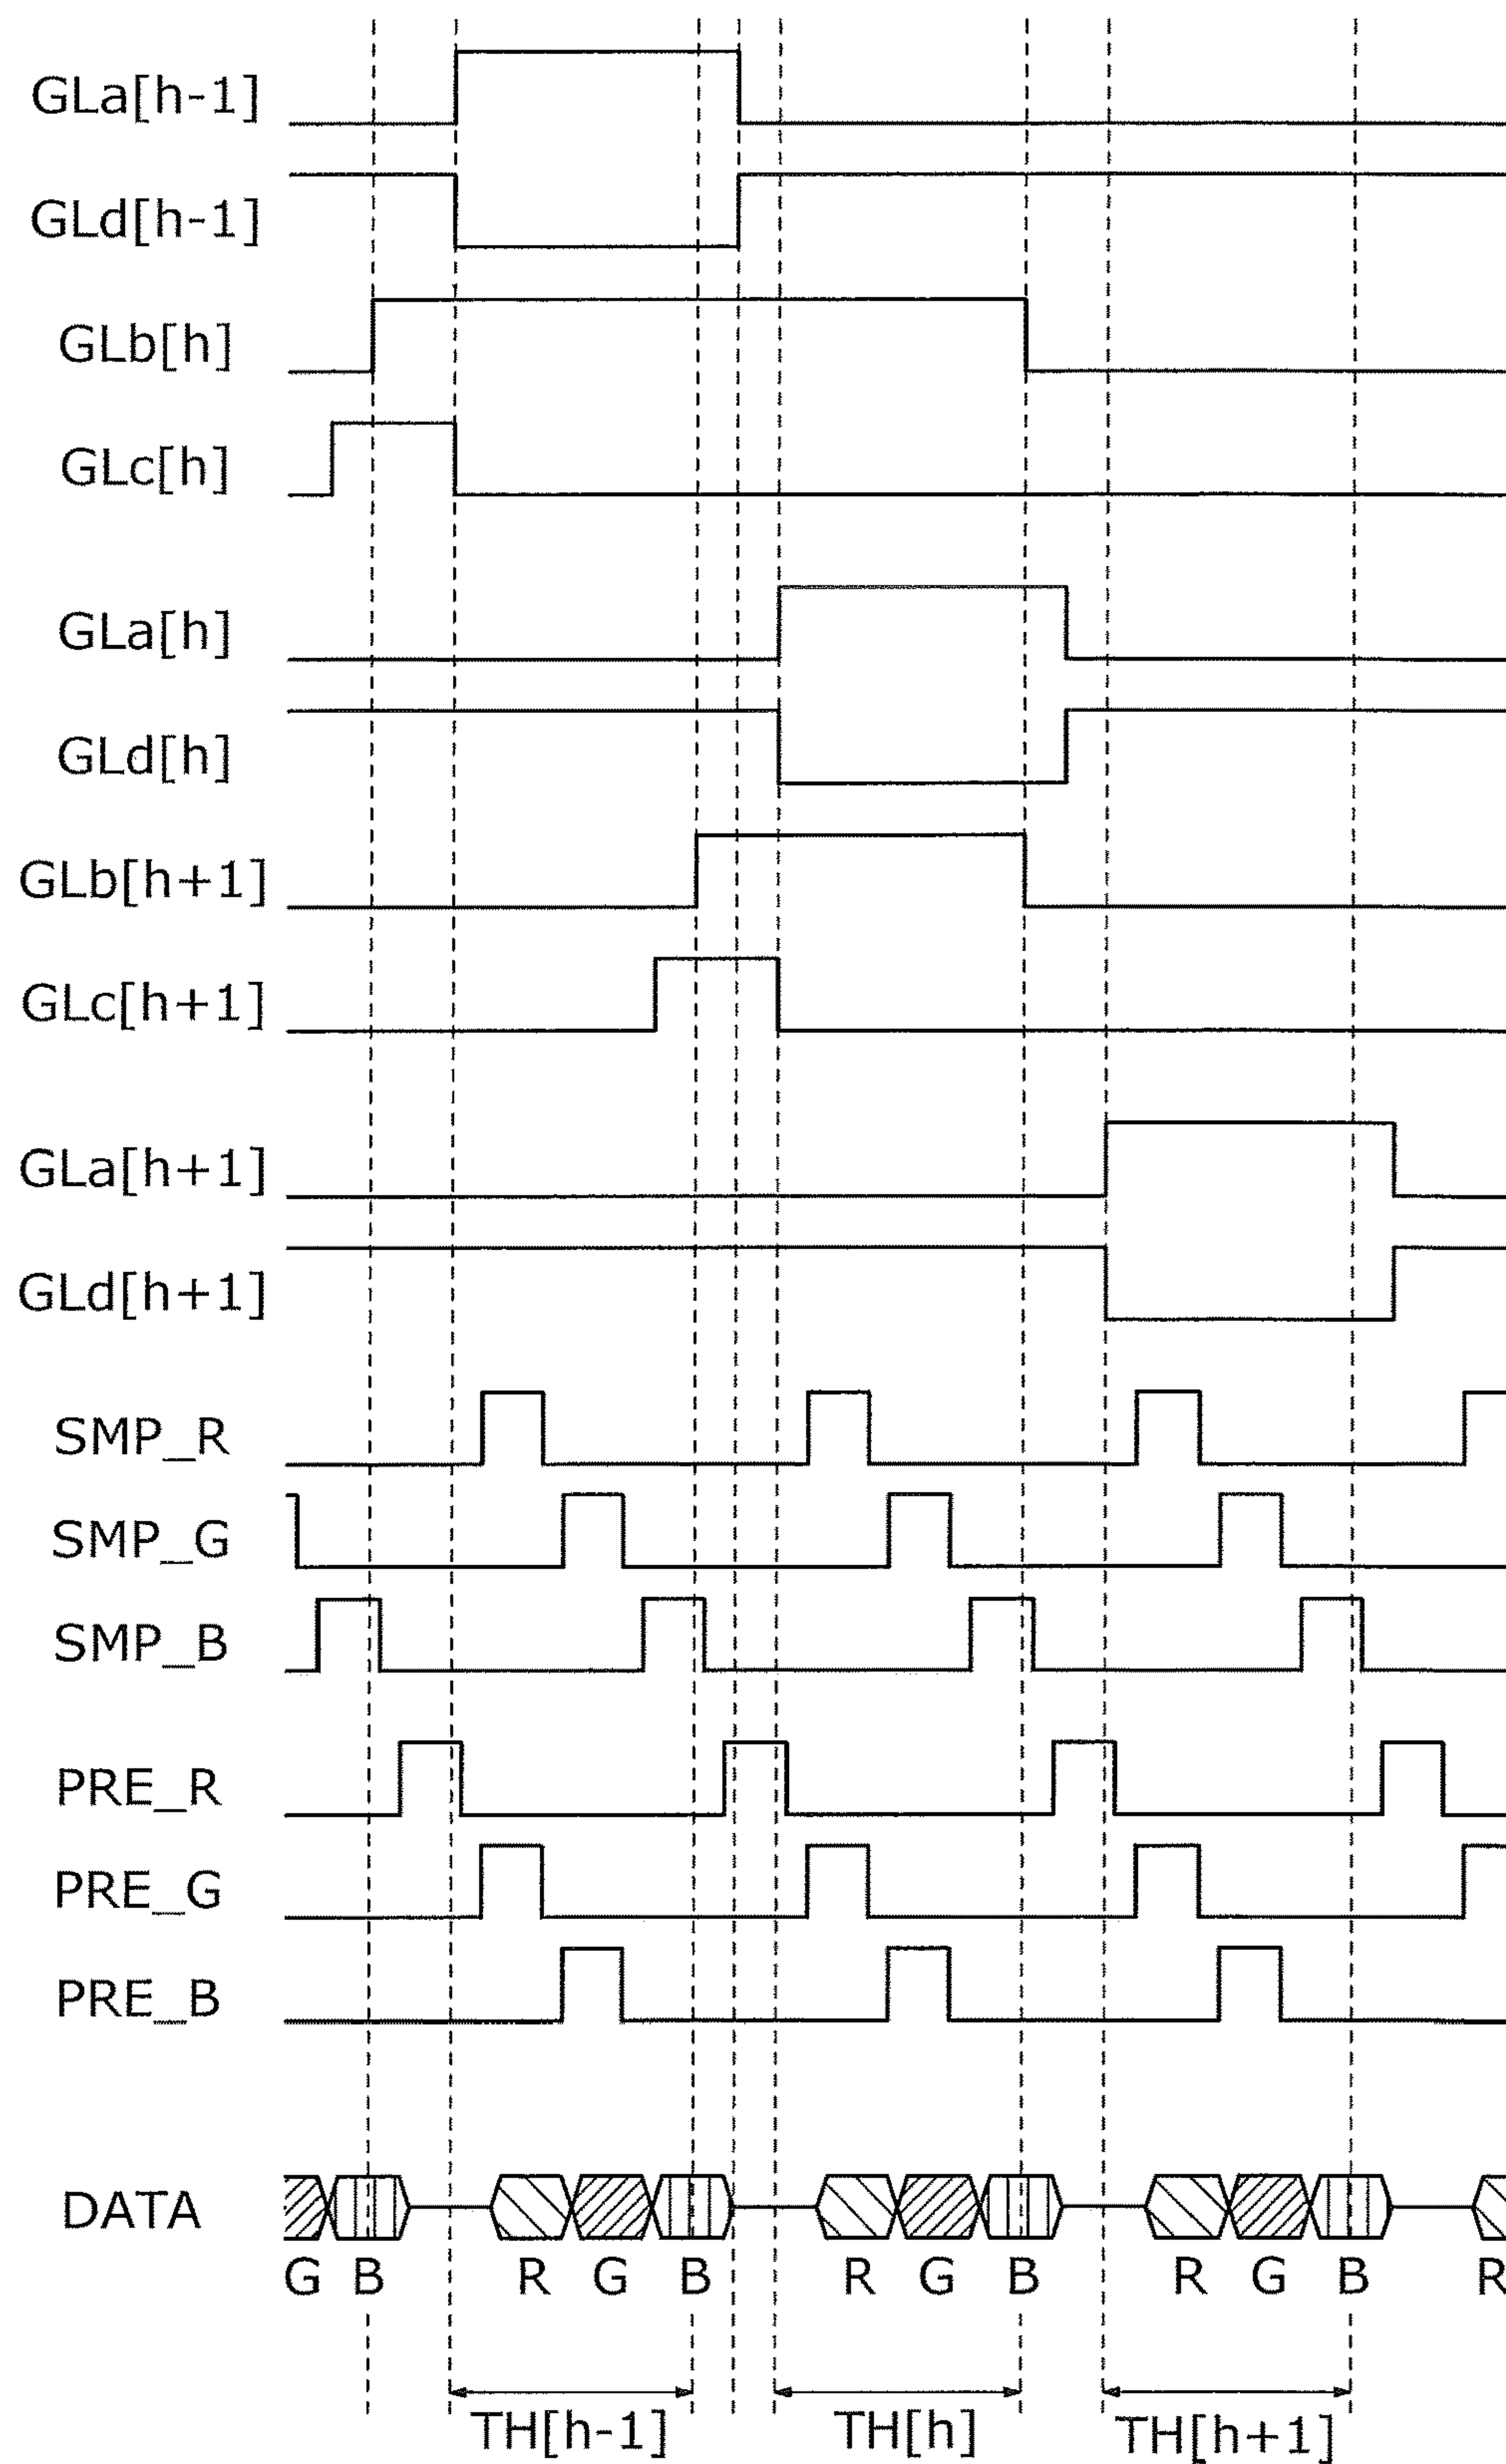 GLa[h-1]
GLd[h-1]
GLb[h]
GLc[h]
GLa[h]
GLd[h]
GLb[h+1]
GLc[h+1]
GLa[h+1]
GLd[h+1]
SMP_R
SMP_G
SMP_B
PRE_R
PRE_G
PRE_B
DATA
G B R G B R G B R G B R
TH[h-1] TH[h] TH[h+1]